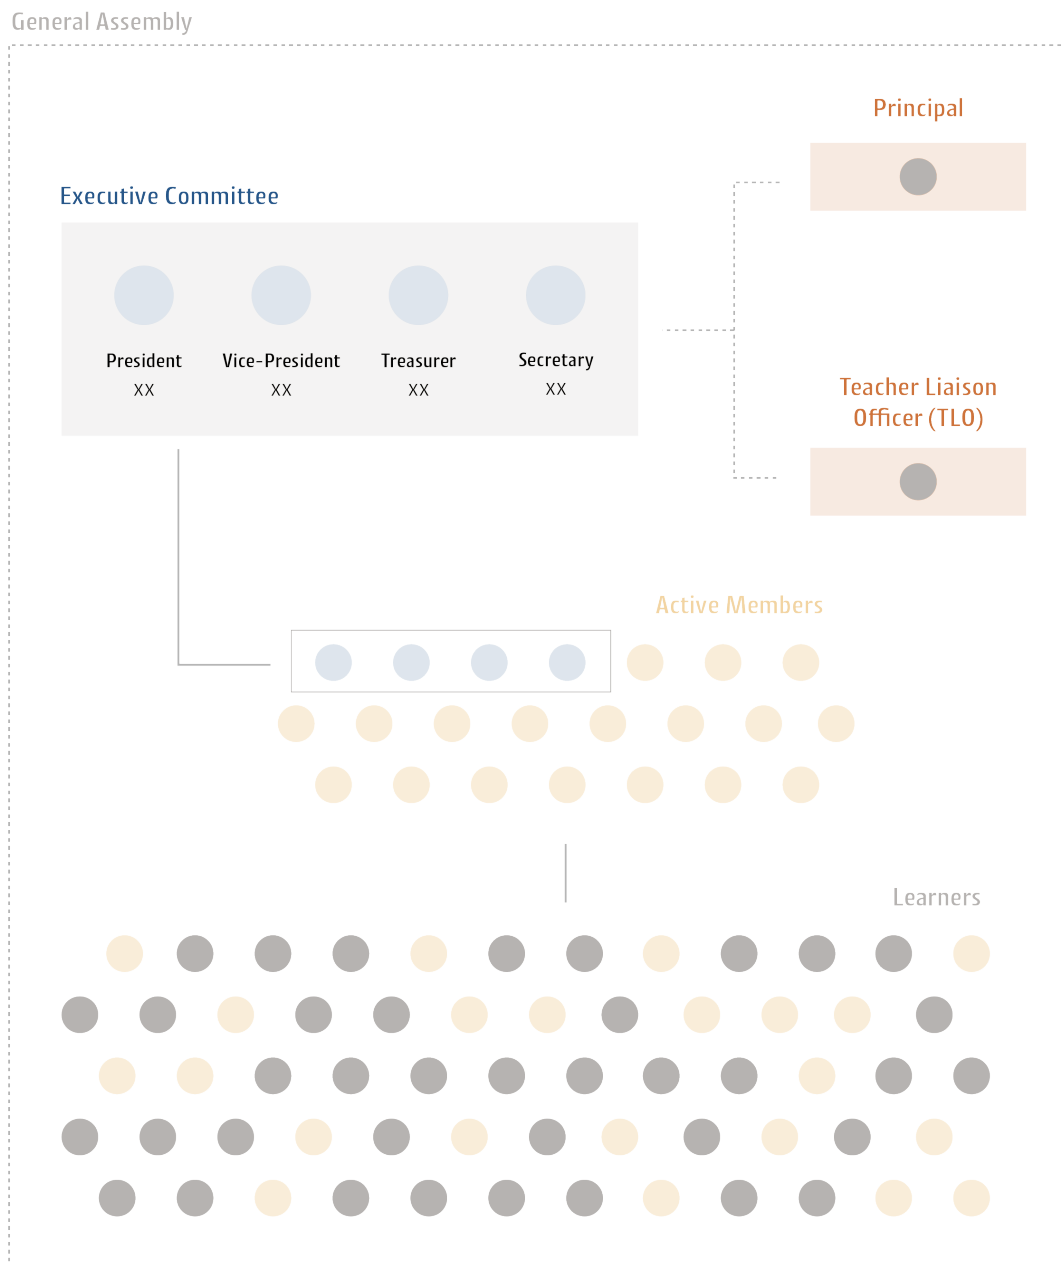 General Assembly
Principal
Executive Committee
President
Vice-President
Treasurer
Secretary
XX
XX
XX
XX
Teacher Liaison
Officer (TLO)
Active Members
Learners